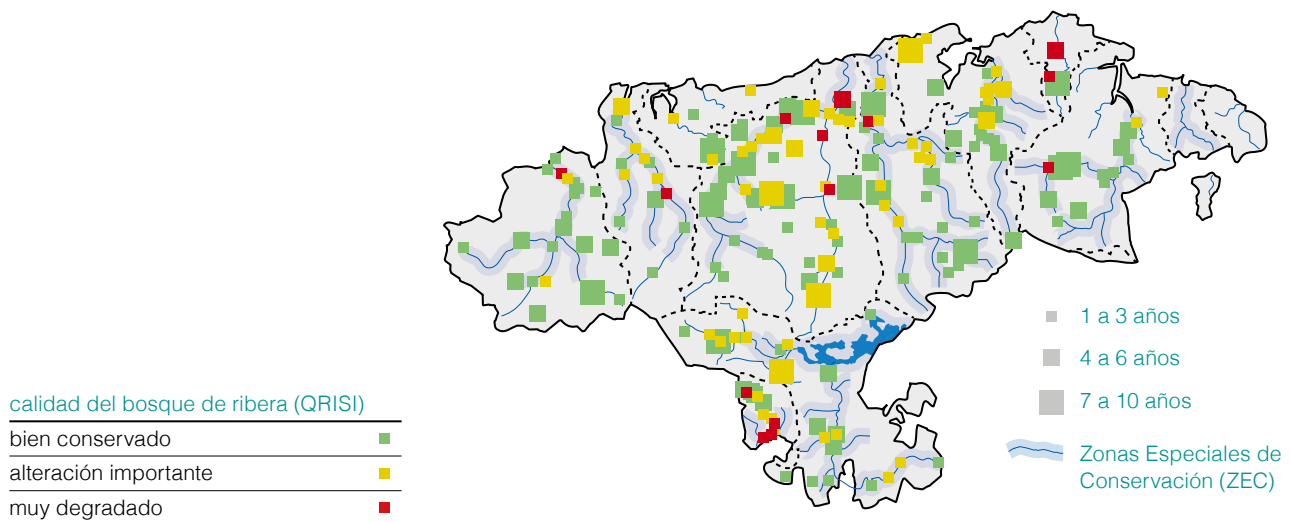 1 a 3 años
4 a 6 años
7 a 10 años
Zonas Especiales de
Conservación (ZEC)
calidad del bosque de ribera (QRISI)
bien conservado
alteración importante
muy degradado